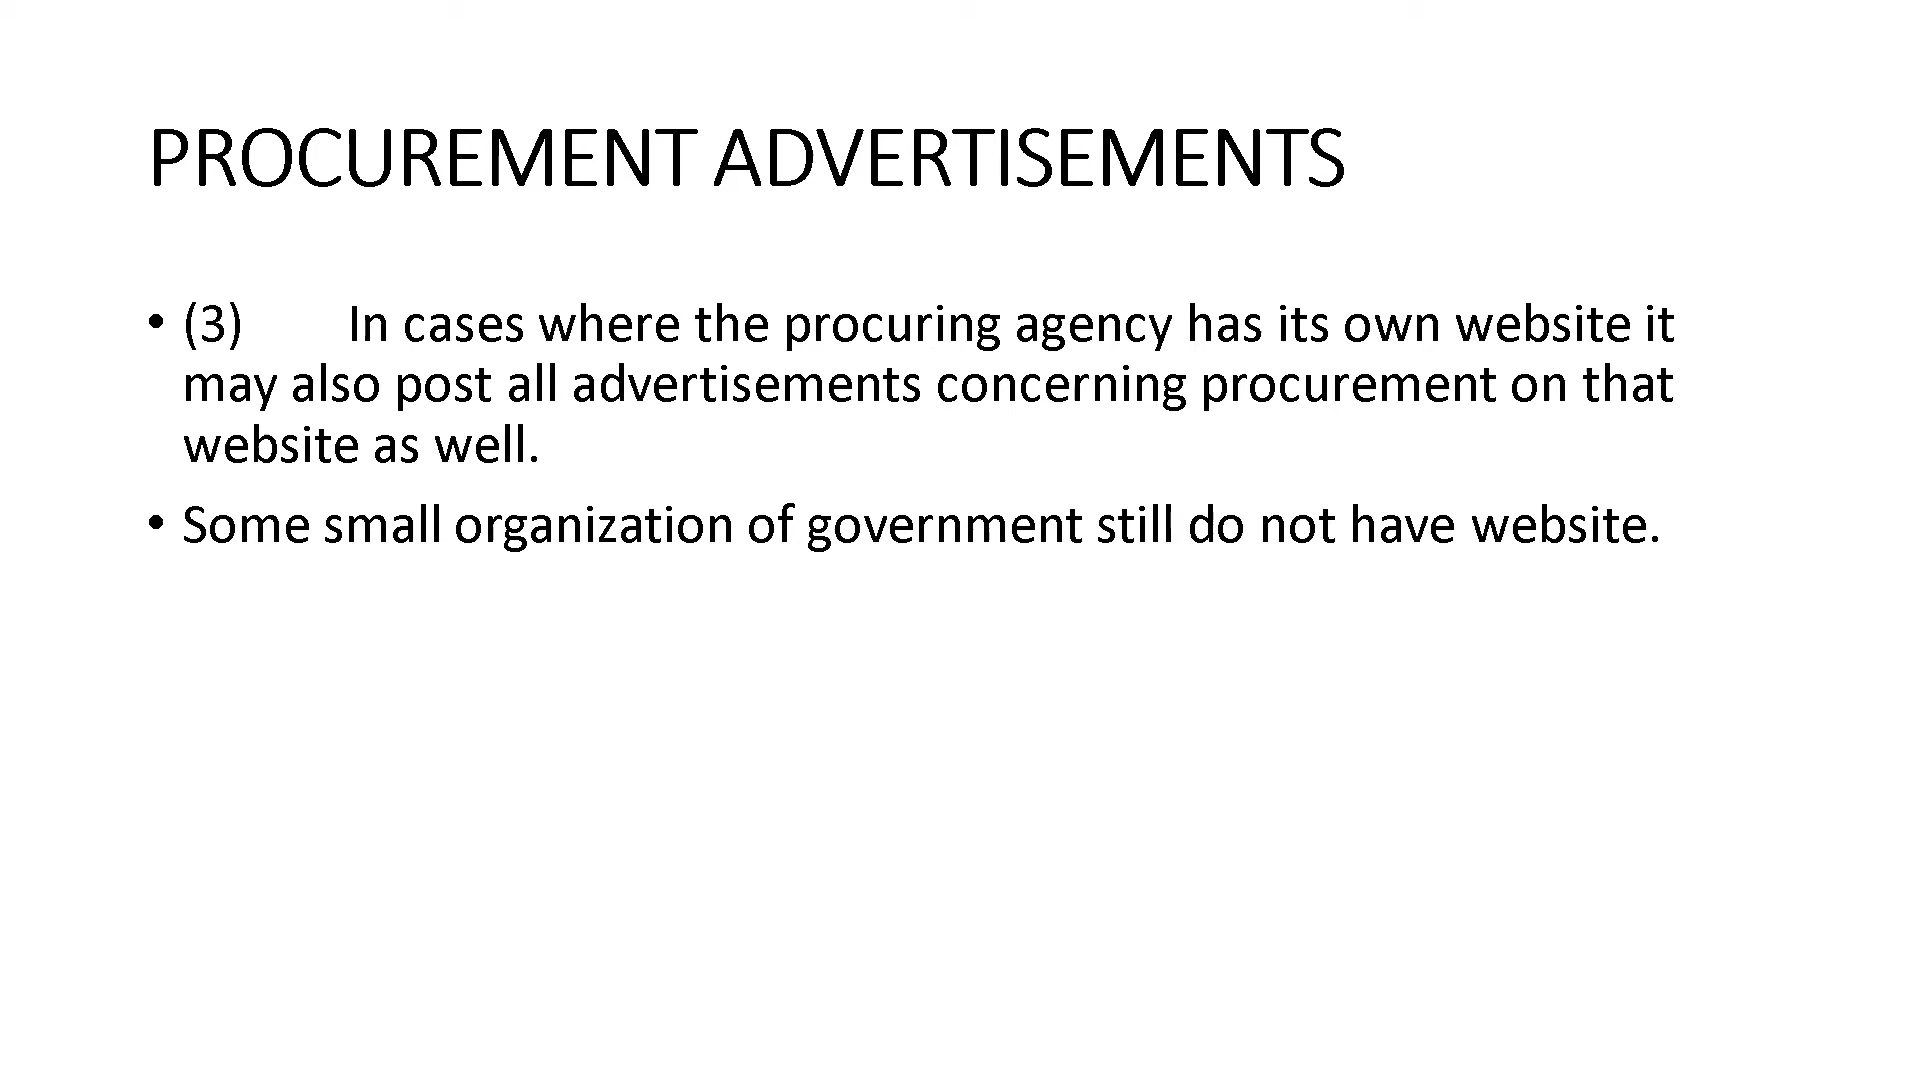 PROCUREMENT ADVERTISEMENTS
• (3) In cases where the procuring agency has its own website it
may also post all advertisements concerning procurement on that
website as well.
• Some small organization of government still do not have website.